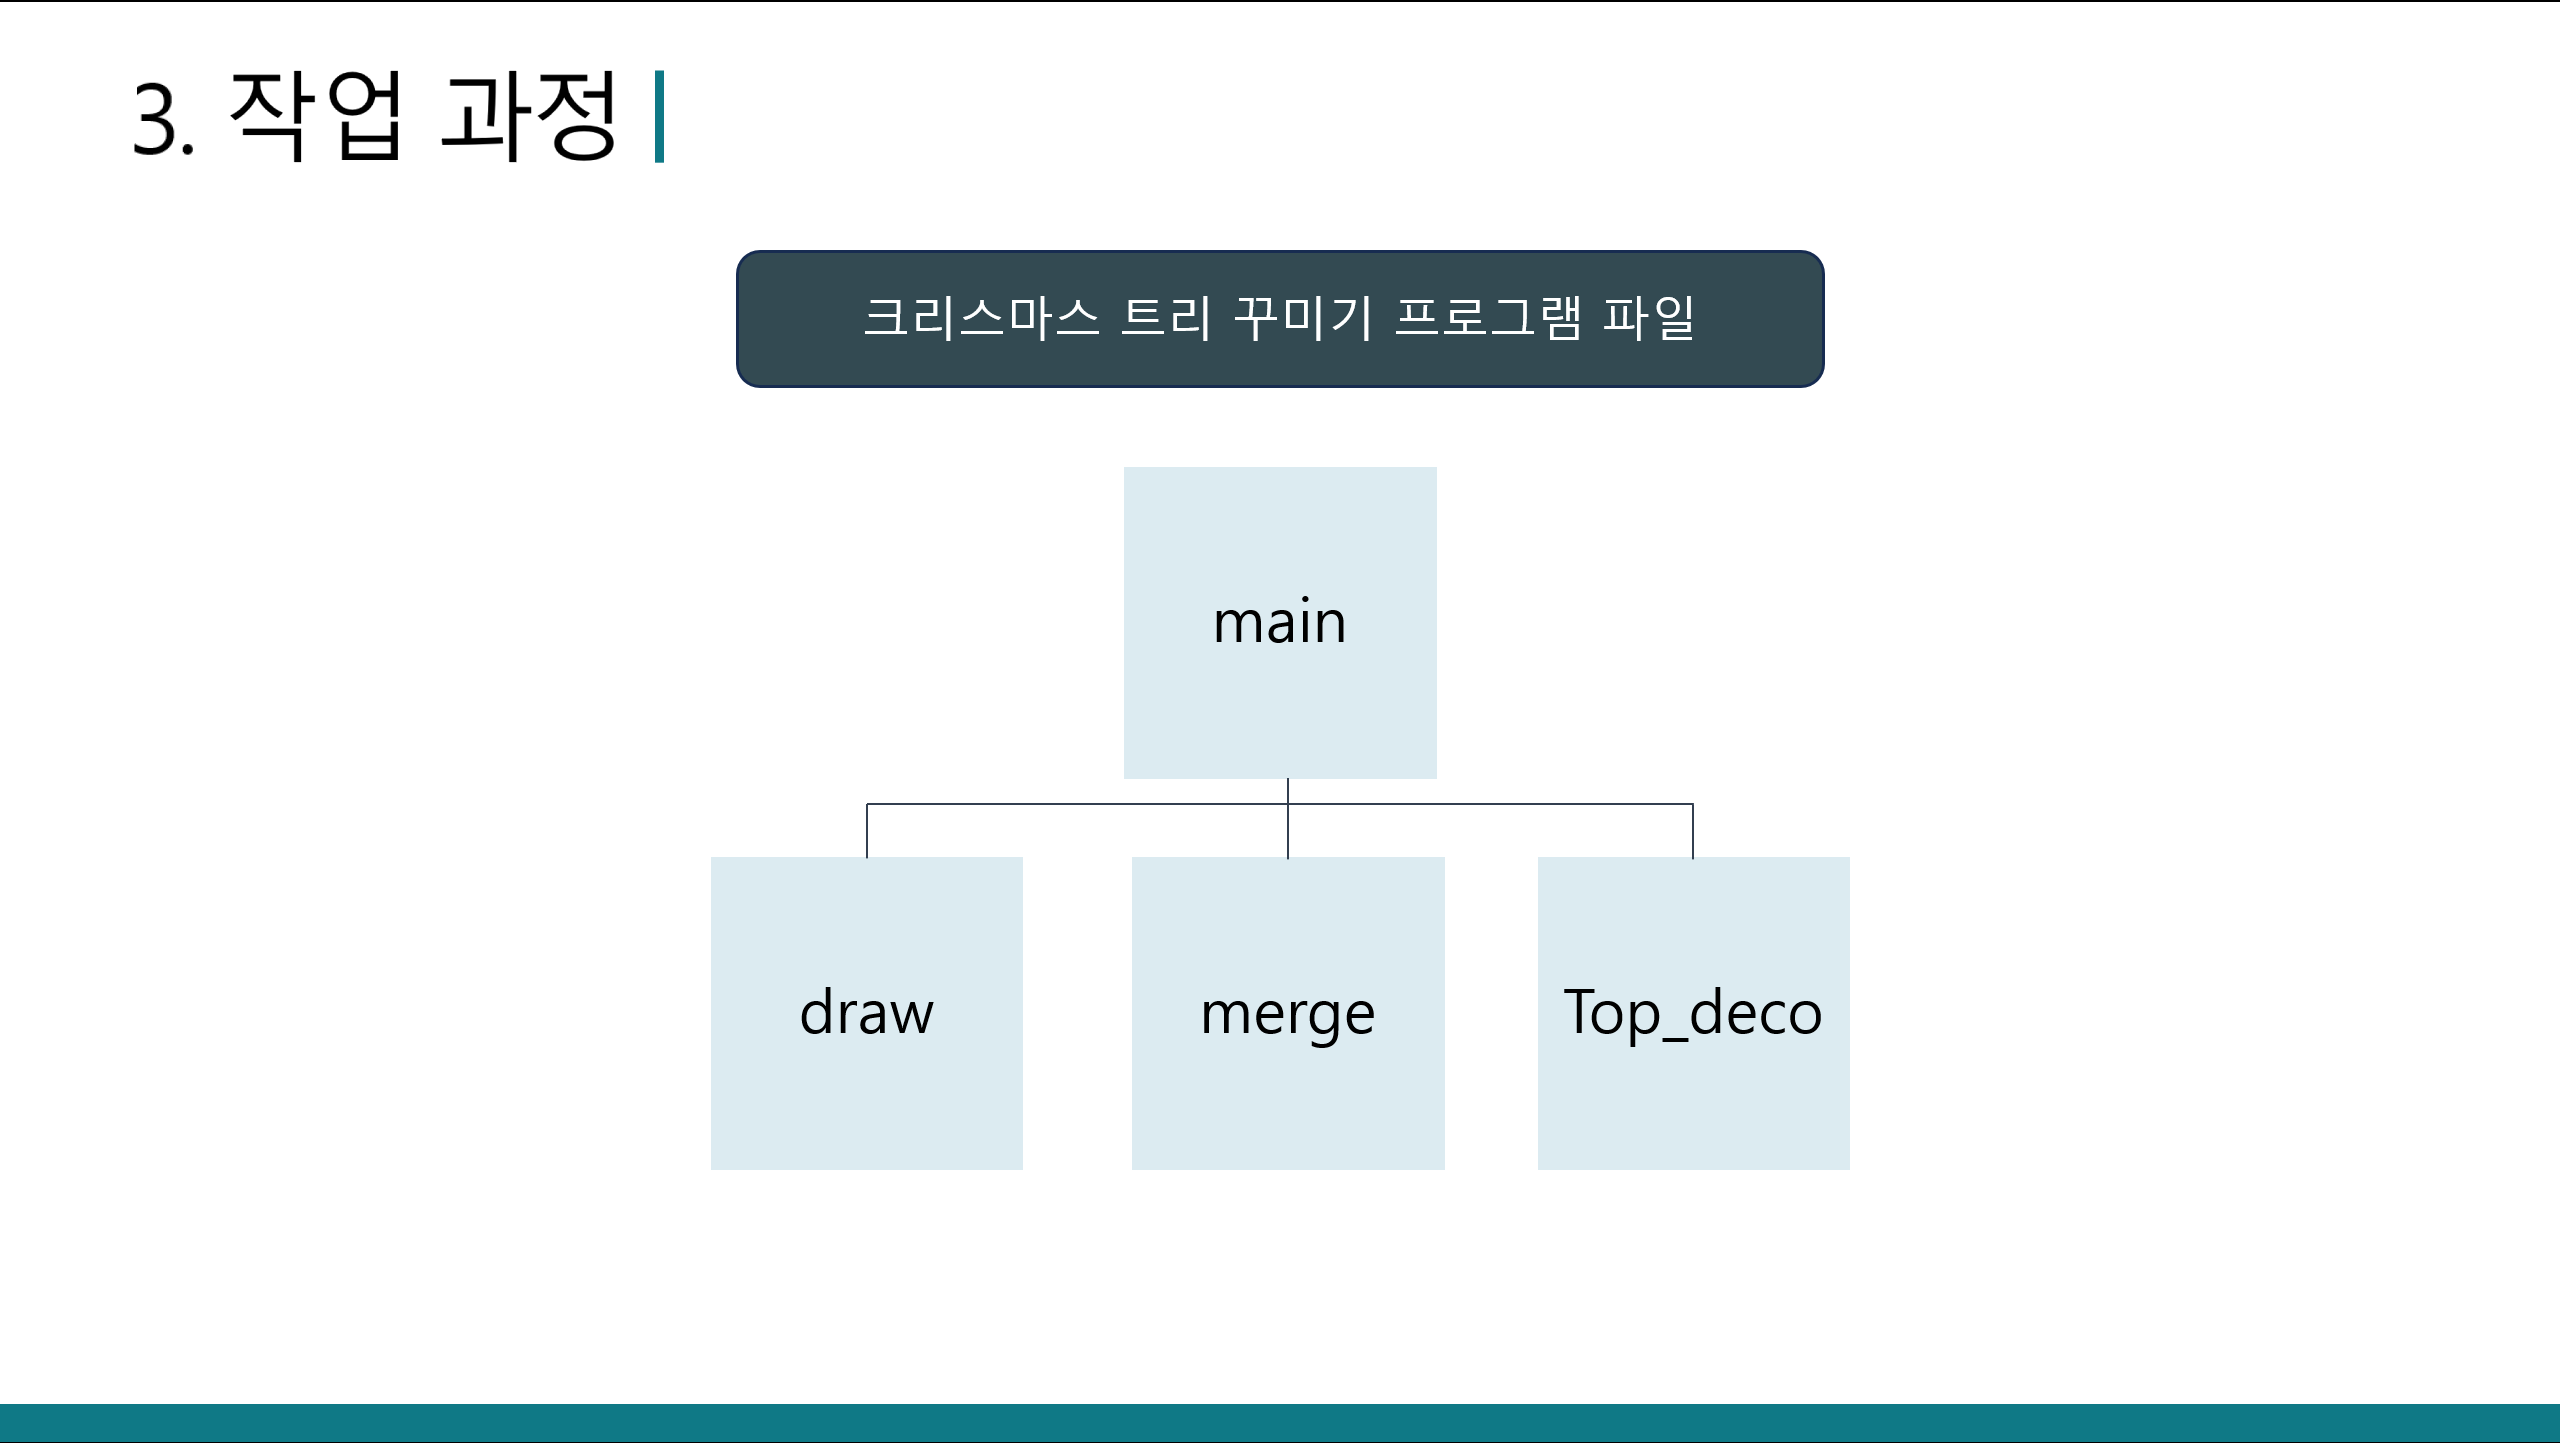 3. 작업 과정
크리스마스 트리 꾸미기 프로그램 파일
main
draw
merge
Top_deco